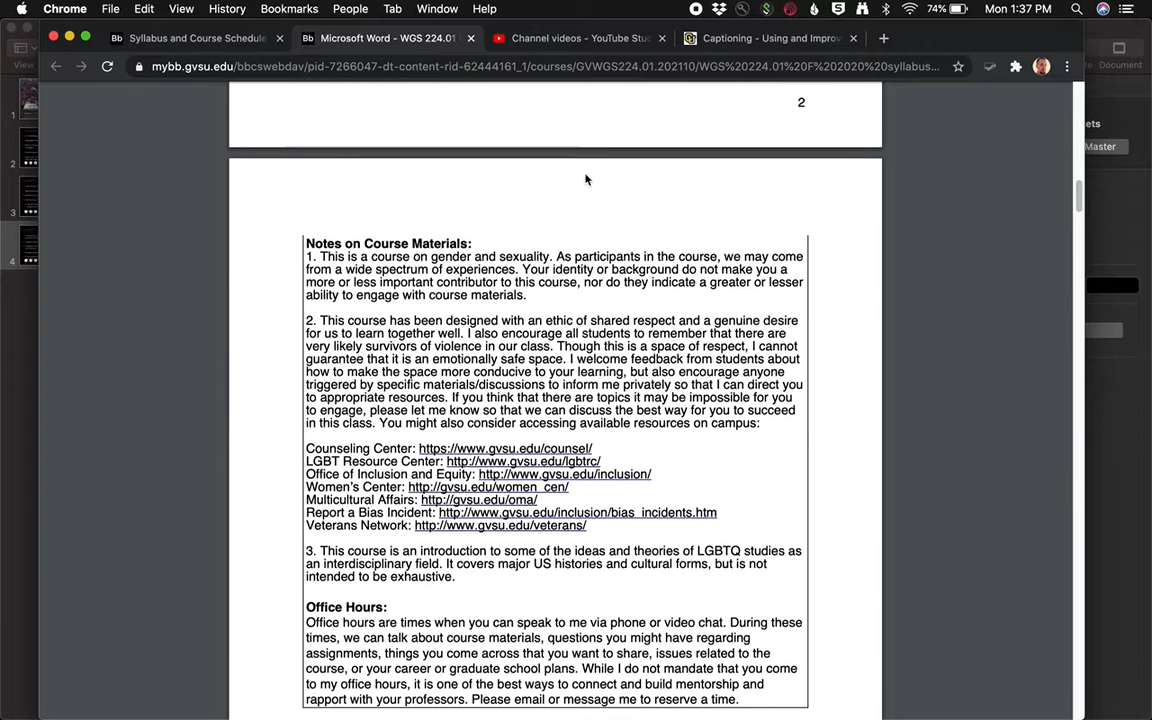 Chrome File Edit View History Bookmarks People Tab Window Help 74% Mon 1:37 PM
Syllabus and Course Schedule
Microsoft Word - WGS 224.01
Channel videos - YouTube Stu
Captioning - Using and Improv
View
Document
mybb.gvsu.edu/bbcswebdav/pid-7266047-dt-content-rid-62444161_1/courses/GVWGS224.01.202110/WGS%20224.01%20F%202020%20syllabus...
1
2
3
4
ets
Master
2
Notes on Course Materials:
1. This is a course on gender and sexuality. As participants in the course, we may come
from a wide spectrum of experiences. Your identity or background do not make you a
more or less important contributor to this course, nor do they indicate a greater or lesser
ability to engage with course materials.
2. This course has been designed with an ethic of shared respect and a genuine desire
for us to learn together well. I also encourage all students to remember that there are
very likely survivors of violence in our class. Though this is a space of respect, I cannot
guarantee that it is an emotionally safe space. I welcome feedback from students about
how to make the space more conducive to your learning, but also encourage anyone
triggered by specific materials/discussions to inform me privately so that I can direct you
to appropriate resources. If you think that there are topics it may be impossible for you
to engage, please let me know so that we can discuss the best way for you to succeed
in this class. You might also consider accessing available resources on campus:
Counseling Center: https://www.gvsu.edu/counsel/
LGBT Resource Center: http://www.gvsu.edu/lgbtrc/
Office of Inclusion and Equity: http://www.gvsu.edu/inclusion/
Women's Center: http://gvsu.edu/women_cen/
Multicultural Affairs: http://gvsu.edu/oma/
Report a Bias Incident: http://www.gvsu.edu/inclusion/bias_incidents.htm
Veterans Network: http://www.gvsu.edu/veterans/
3. This course is an introduction to some of the ideas and theories of LGBTQ studies as
an interdisciplinary field. It covers major US histories and cultural forms, but is not
intended to be exhaustive.
Office Hours:
Office hours are times when you can speak to me via phone or video chat. During these
times, we can talk about course materials, questions you might have regarding
assignments, things you come across that you want to share, issues related to the
course, or your career or graduate school plans. While I do not mandate that you come
to my office hours, it is one of the best ways to connect and build mentorship and
rapport with your professors. Please email or message me to reserve a time.